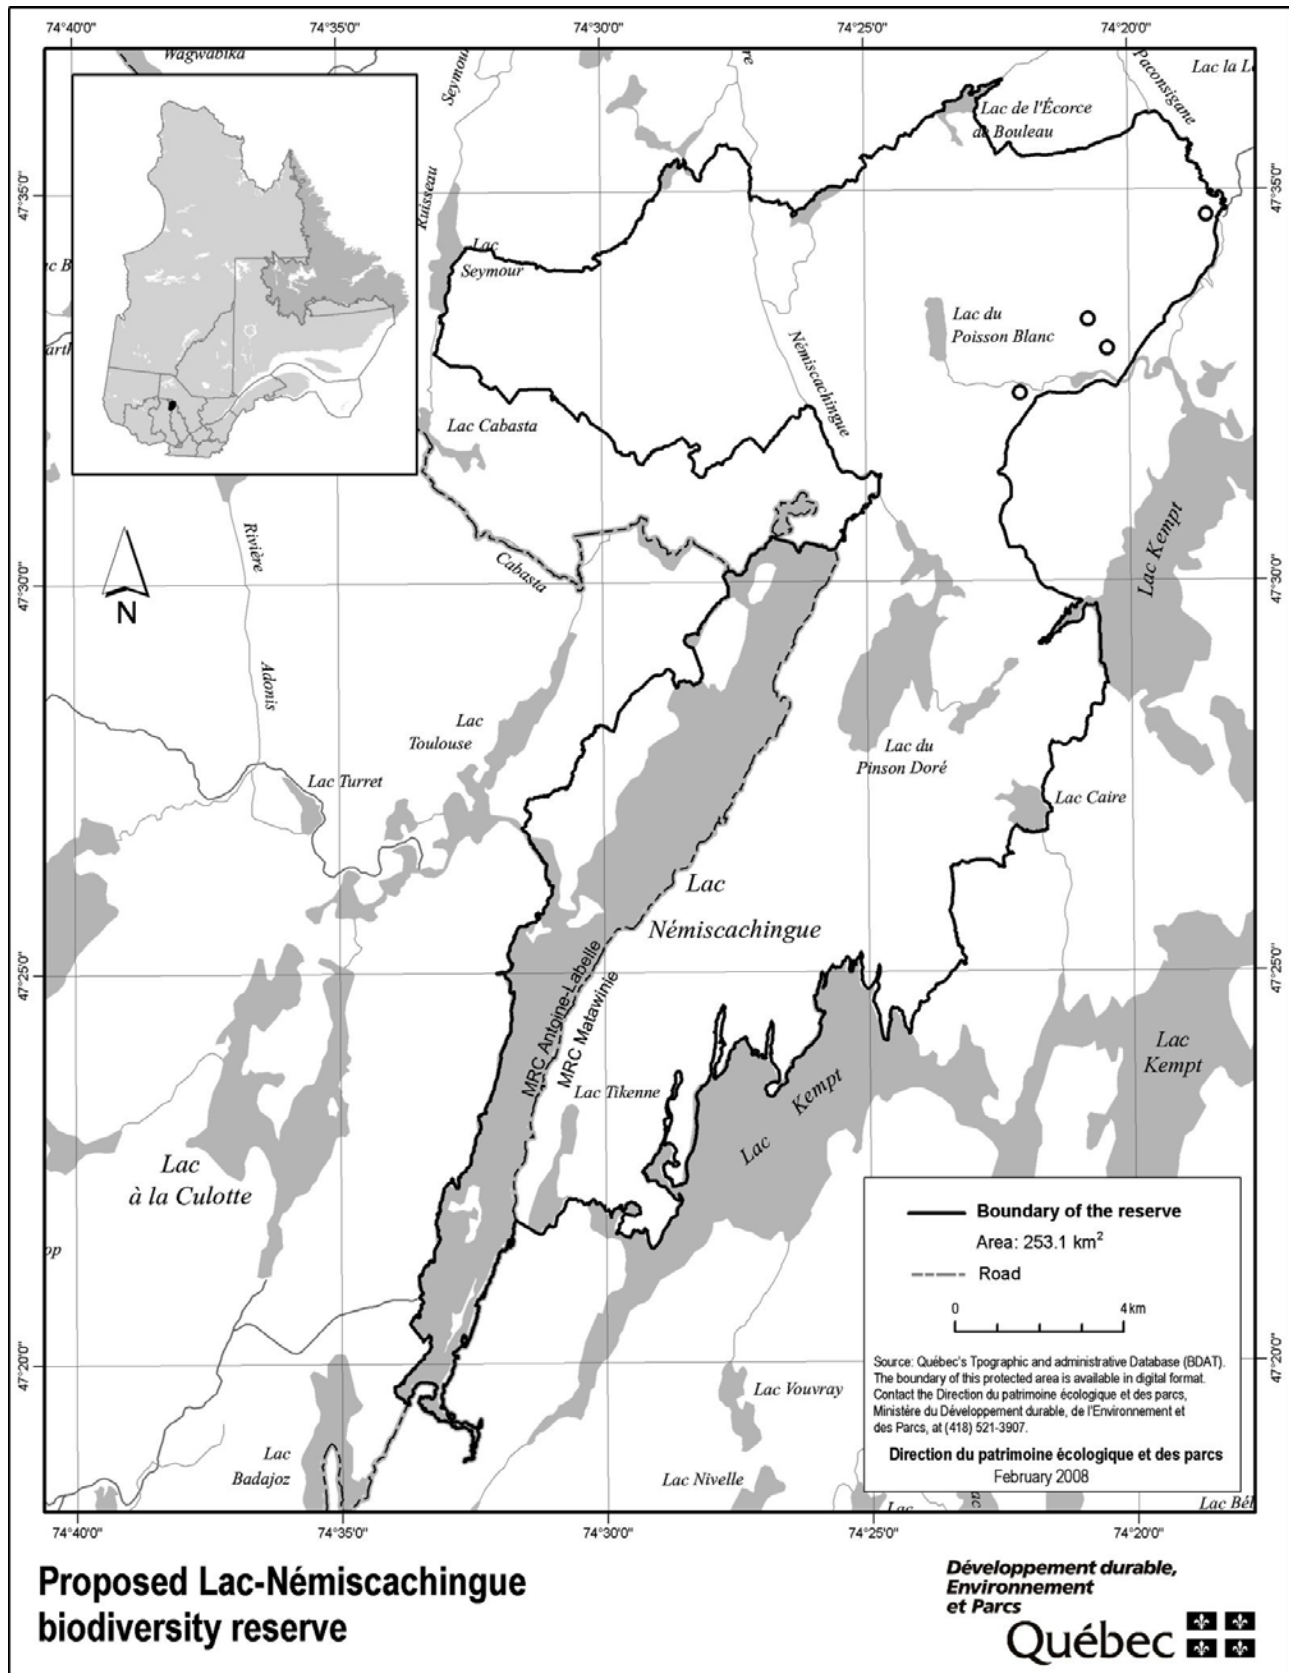 74°40'0"
74°35'0"
74°30'0"
74°25'0"
74°20'0"
Wagwabika
Seymour
Ruisseau
Paconsigane
Lac de l'Écorce
de Bouleau
47°35'0"
47°35'0"
Lac
Seymour
Lac du
Poisson Blanc
Némiscachingue
Lac Cabasta
Cabasta
Rivière
Adonis
N
47°30'0"
47°30'0"
Lac Kempt
Lac
Toulouse
Lac du
Pinson Doré
Lac Turret
Lac Caire
Lac
Némiscachingue
MRC Antoine-Labelle
MRC Matawinie
47°25'0"
47°25'0"
Lac Tikenne
Lac
Kempt
Lac
Kempt
Lac
à la Culotte
Boundary of the reserve
Area: 253.1 km²
Road
0 4 km
Source: Québec's Tpographic and administrative Database (BDAT).
The boundary of this protected area is available in digital format.
Contact the Direction du patrimoine écologique et des parcs,
Ministère du Développement durable, de l'Environnement et
des Parcs, at (418) 521-3907.
Direction du patrimoine écologique et des parcs
February 2008
47°20'0"
47°20'0"
Lac Vouvray
Lac
Badajoz
Lac Nivelle
74°40'0"
74°35'0"
74°30'0"
74°25'0"
74°20'0"
Proposed Lac-Némiscachingue
biodiversity reserve
Développement durable,
Environnement
et Parcs
Québec